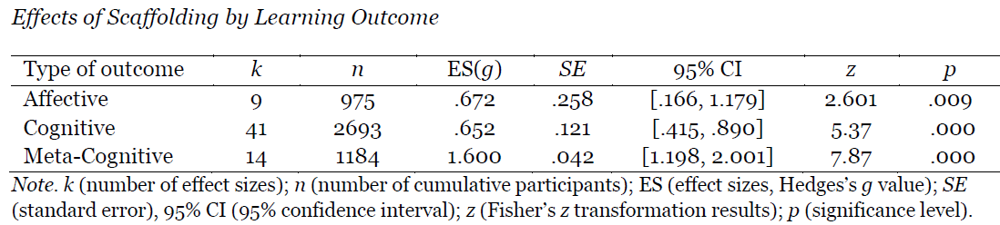 Effects of Scaffolding by Learning Outcome
Type of outcome k n ES(g) SE 95% CI z p
Affective 9 975 .672 .258 [.166, 1.179] 2.601 .009
Cognitive 41 2693 .652 .121 [.415, .890] 5.37 .000
Meta-Cognitive 14 1184 1.600 .042 [1.198, 2.001] 7.87 .000
Note. k (number of effect sizes); n (number of cumulative participants); ES (effect sizes, Hedges's g value); SE
(standard error), 95% CI (95% confidence interval); z (Fisher's z transformation results); p (significance level).